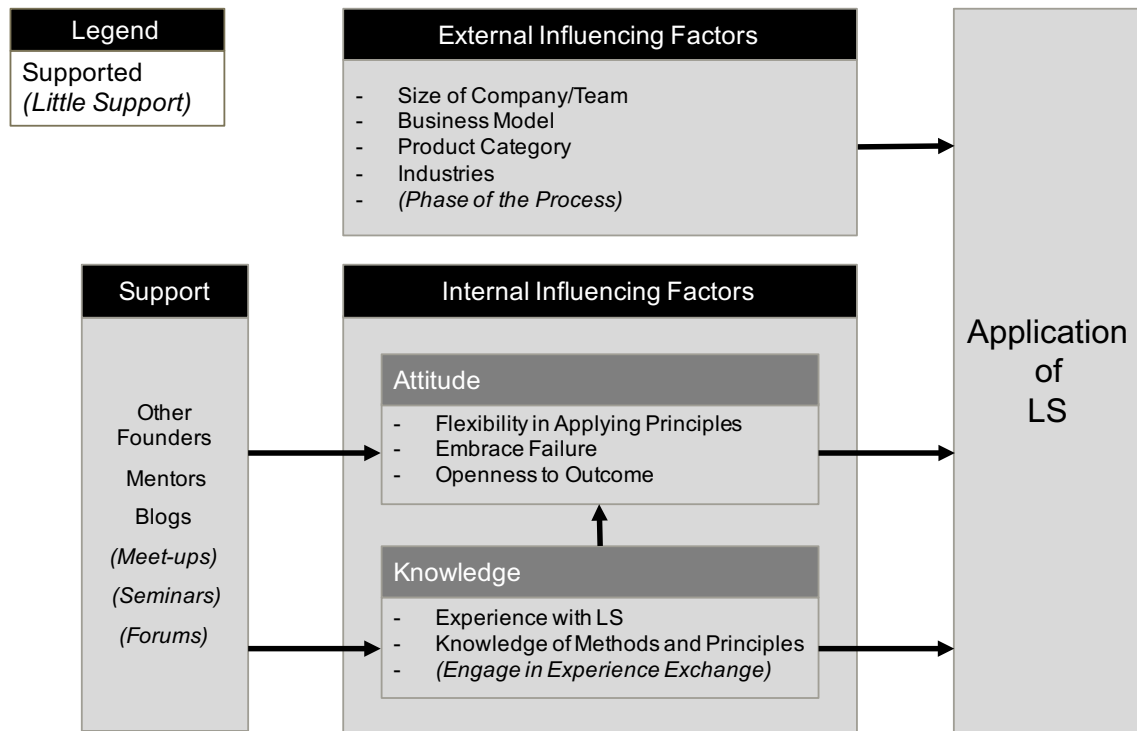 Legend
Supported
(Little Support)
External Influencing Factors
- Size of Company/Team
- Business Model
- Product Category
- Industries
- (Phase of the Process)
Support
Other
Founders
Mentors
Blogs
(Meet-ups)
(Seminars)
(Forums)
Internal Influencing Factors
Attitude
- Flexibility in Applying Principles
- Embrace Failure
- Openness to Outcome
Knowledge
- Experience with LS
- Knowledge of Methods and Principles
- (Engage in Experience Exchange)
Application
of
LS